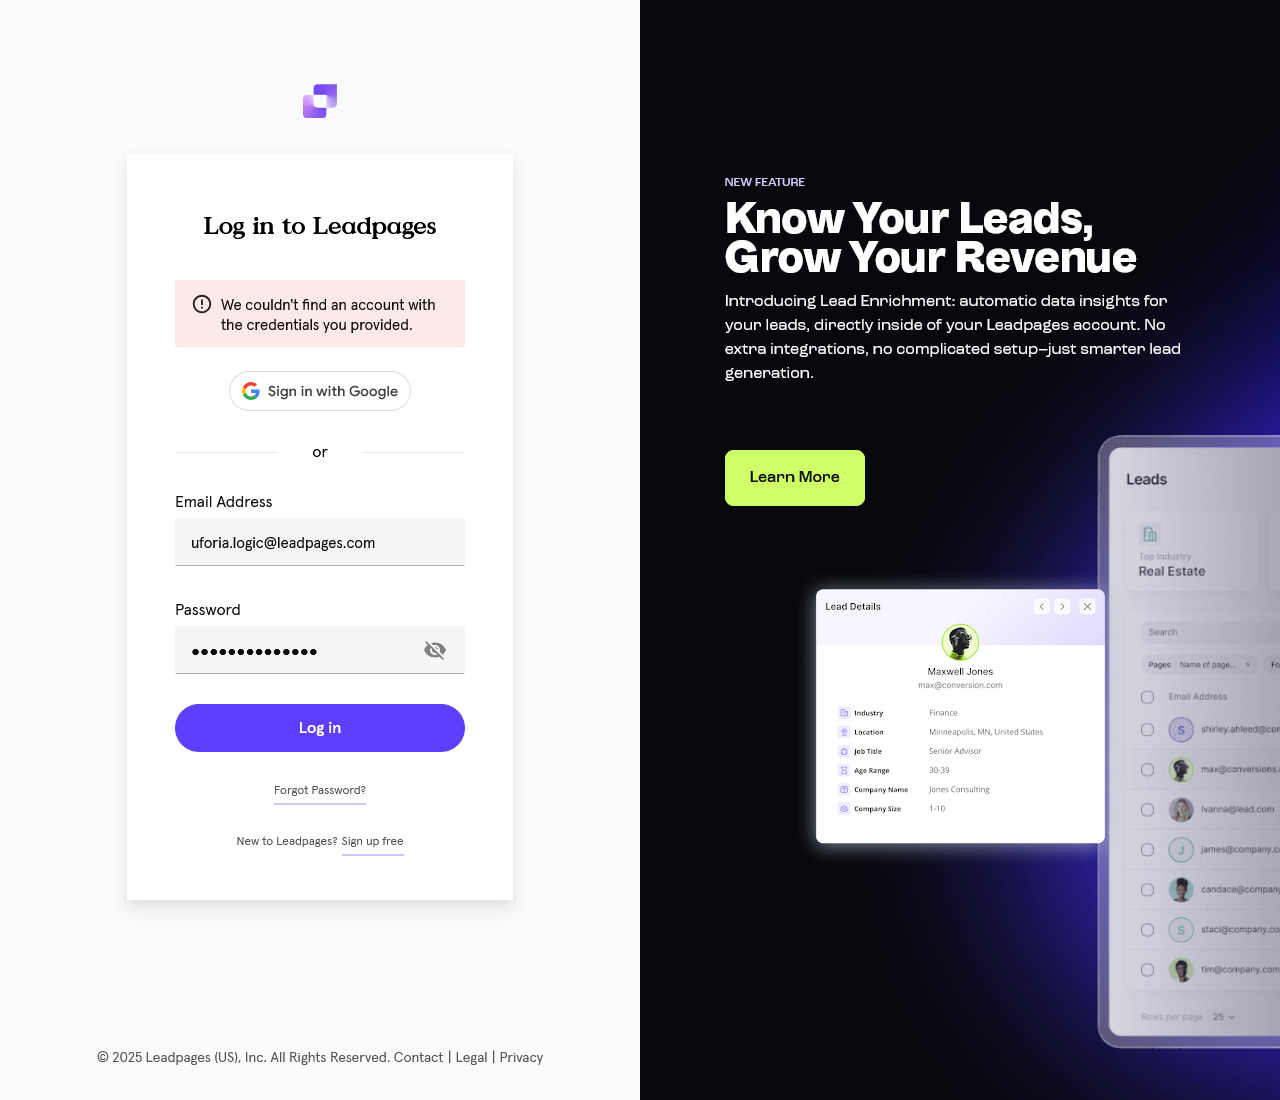 Log in to Leadpages
We couldn't find an account with
the credentials you provided.
Sign in with Google
or
Email Address
uforia.logic@leadpages.com
Password
••••••••••••••
Log in
Forgot Password?
New to Leadpages? Sign up free
© 2025 Leadpages (US), Inc. All Rights Reserved. Contact | Legal | Privacy
NEW FEATURE
Know Your Leads,
Grow Your Revenue
Introducing Lead Enrichment: automatic data insights for
your leads, directly inside of your Leadpages account. No
extra integrations, no complicated setup–just smarter lead
generation.
Learn More
Lead Details
Maxwell Jones
max@conversion.com
Industry Finance
Location Minneapolis, MN, United States
Job Title Senior Advisor
Age Range 30-39
Company Name Jones Consulting
Company Size 1-10
Leads
Top Industry
Real Estate
Search
Pages Name of page... × Fo
Email Address
S shirley.ahleed@cor
max@conversions.
lvanna@lead.com
J james@company.c
candace@company
S staci@company.co
tim@company.com
Rows per page 25